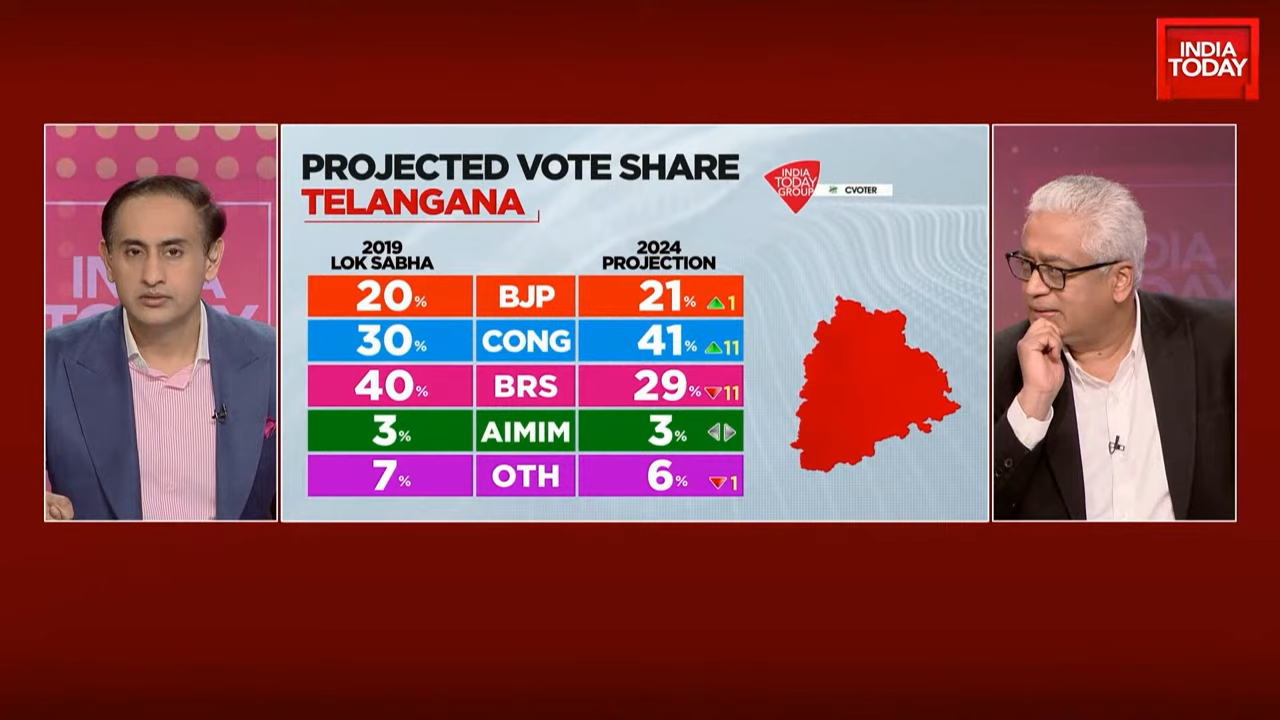 INDIA
TODAY
PROJECTED VOTE SHARE
TELANGANA
INDIA
TODAY
GROUP
CVOTER
2019
LOK SABHA
2024
PROJECTION
20% BJP 21% 1
30% CONG 41% 11
40% BRS 29% 11
3% AIMIM 3%
7% OTH 6% 1